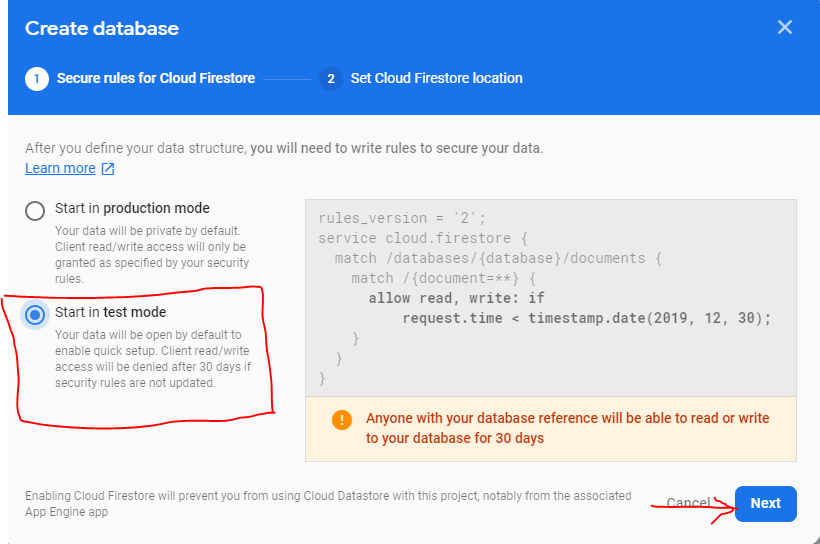 Create database
1 Secure rules for Cloud Firestore 2 Set Cloud Firestore location
After you define your data structure, you will need to write rules to secure your data.
Learn more
Start in production mode
Your data will be private by default.
Client read/write access will only be
granted as specified by your security
rules.
Start in test mode
Your data will be open by default to
enable quick setup. Client read/write
access will be denied after 30 days if
security rules are not updated.
rules_version = '2';
service cloud.firestore {
match /databases/{database}/documents {
match /{document=**} {
allow read, write: if
request.time < timestamp.date(2019, 12, 30);
}
}
}
Anyone with your database reference will be able to read or write
to your database for 30 days
Enabling Cloud Firestore will prevent you from using Cloud Datastore with this project, notably from the associated
App Engine app
Cancel Next